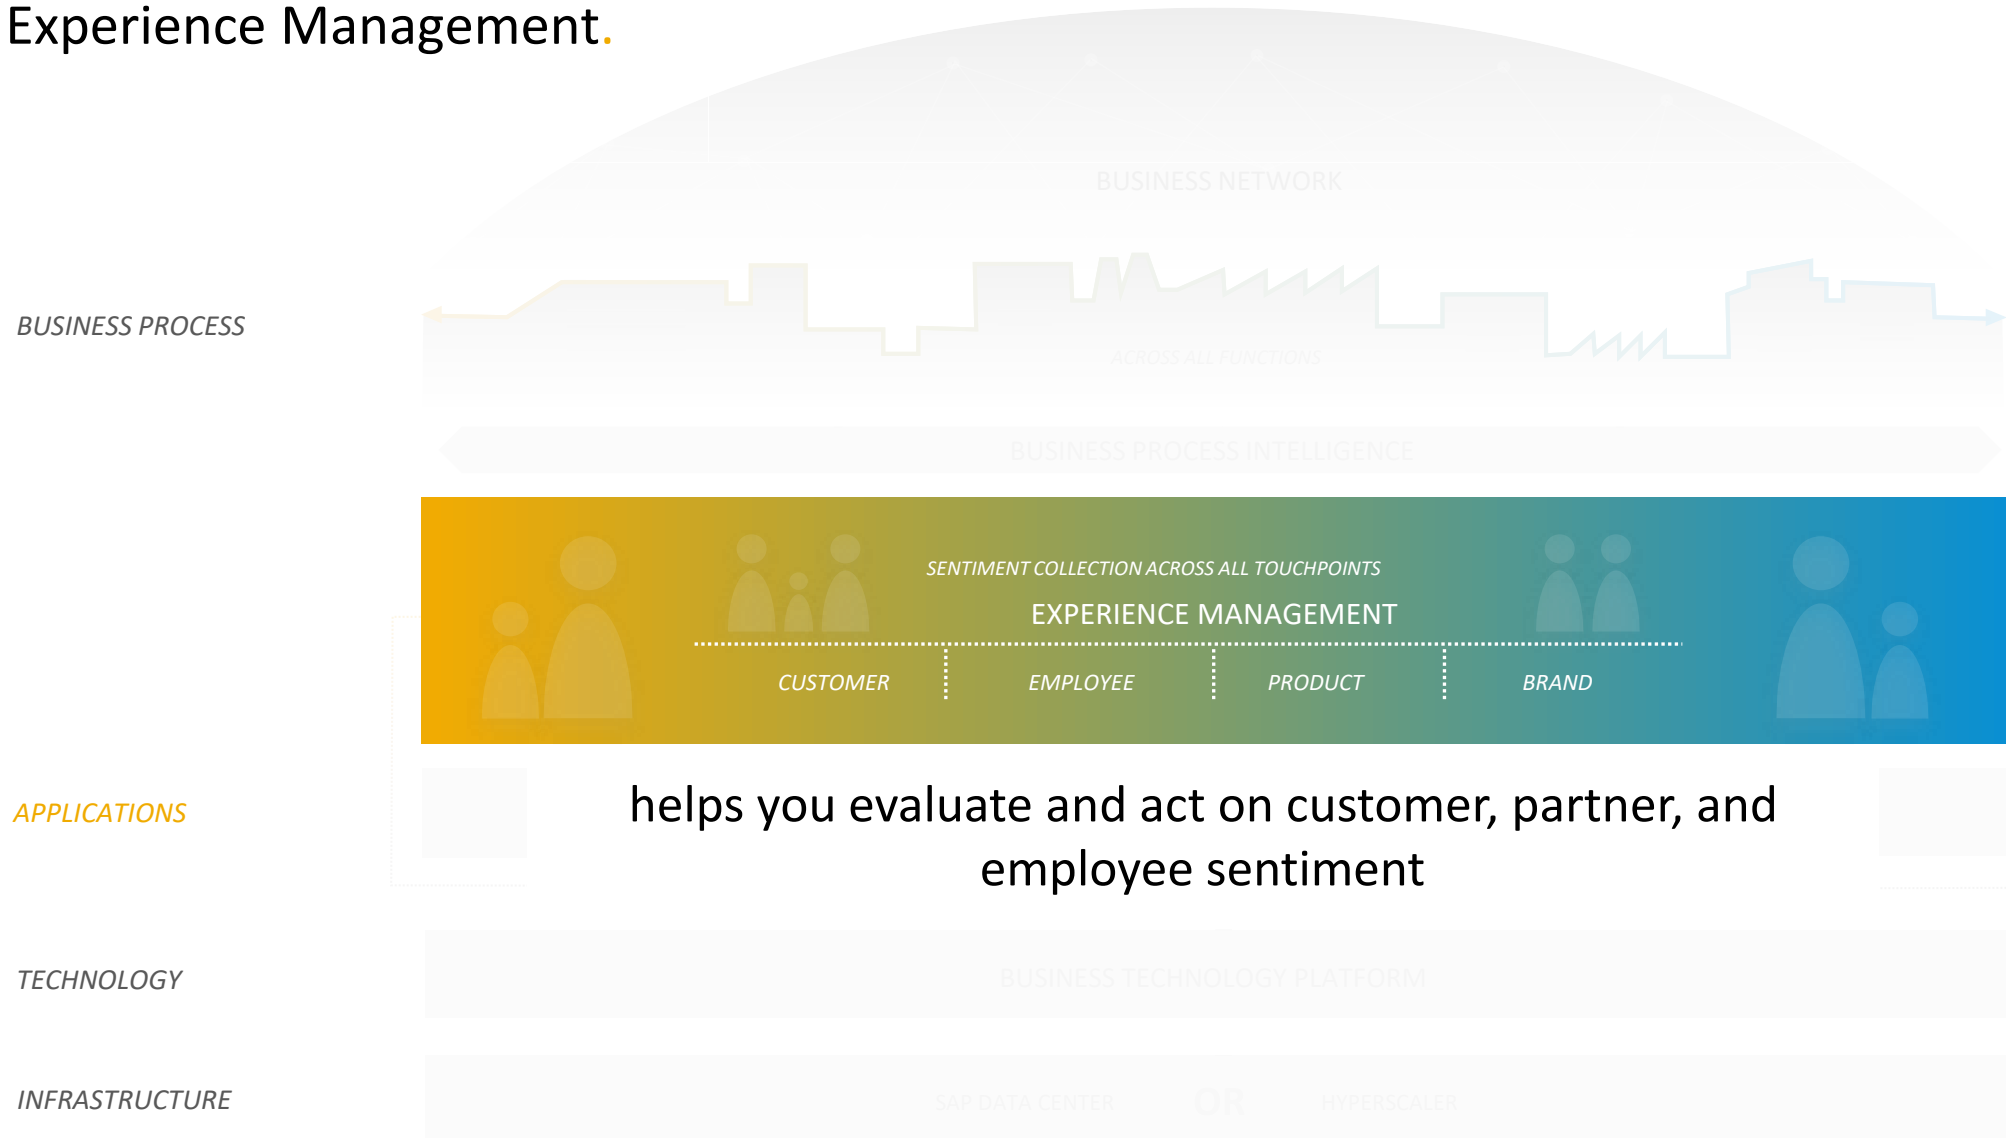 Experience Management.
BUSINESS NETWORK
BUSINESS PROCESS
ACROSS ALL FUNCTIONS
BUSINESS PROCESS INTELLIGENCE
SENTIMENT COLLECTION ACROSS ALL TOUCHPOINTS
EXPERIENCE MANAGEMENT
CUSTOMER EMPLOYEE PRODUCT BRAND
APPLICATIONS
helps you evaluate and act on customer, partner, and
employee sentiment
TECHNOLOGY
BUSINESS TECHNOLOGY PLATFORM
INFRASTRUCTURE
SAP DATA CENTER OR HYPERSCALER